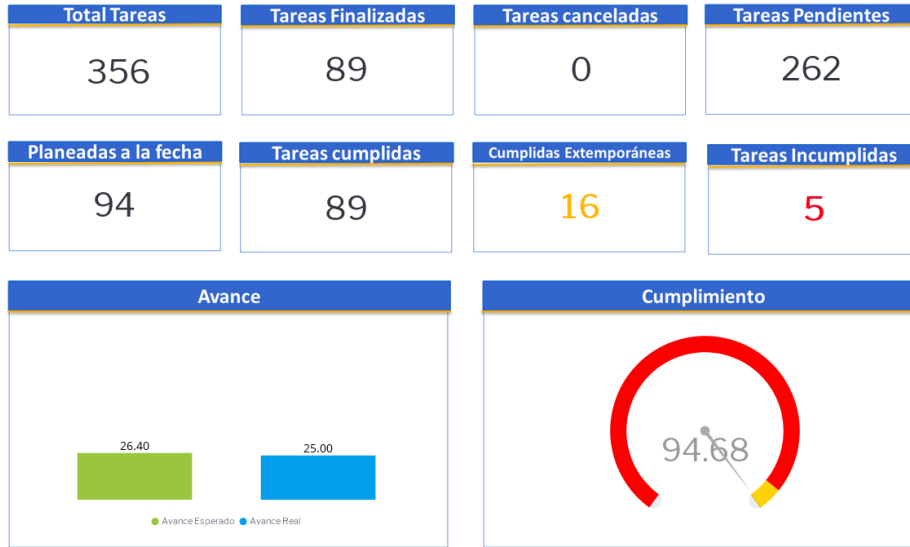 Total Tareas
356
Tareas Finalizadas
89
Tareas canceladas
0
Tareas Pendientes
262
Planeadas a la fecha
94
Tareas cumplidas
89
Cumplidas Extemporáneas
16
Tareas Incumplidas
5
Avance
26.40
25.00
Avance Esperado
Avance Real
Cumplimiento
94.68